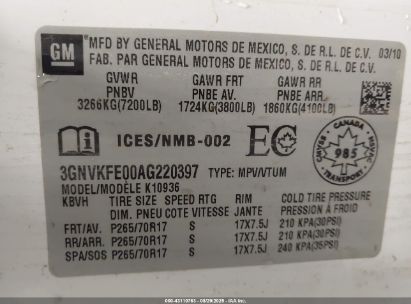 GM
MFD BY GENERAL MOTORS DE MEXICO, S. DE R.L. DE C.V. 03/10
FAB. PAR GENERAL MOTORS DE MEXICO, S. DE R.L. DE C.V.
GVWR GAWR FRT GAWR RR
PNBV PNBE AV. PNBE ARR.
3266KG(7200LB) 1724KG(3800LB) 1860KG(4100LB)
i ICES/NMB-002 EC CANADA 985 TRANSPORT
3GNVKFE00AG220397 TYPE: MPV/VTUM
MODEL/MODÈLE K10936
KBVH TIRE SIZE SPEED RTG RIM COLD TIRE PRESSURE
DIM. PNEU COTE VITESSE JANTE PRESSION À FROID
FRT/AV. P265/70R17 S 17X7.5J 210 KPA(30PSI)
RR/ARR. P265/70R17 S 17X7.5J 210 KPA(30PSI)
SPA/SOS P265/70R17 S 17X7.5J 240 KPA(35PSI)